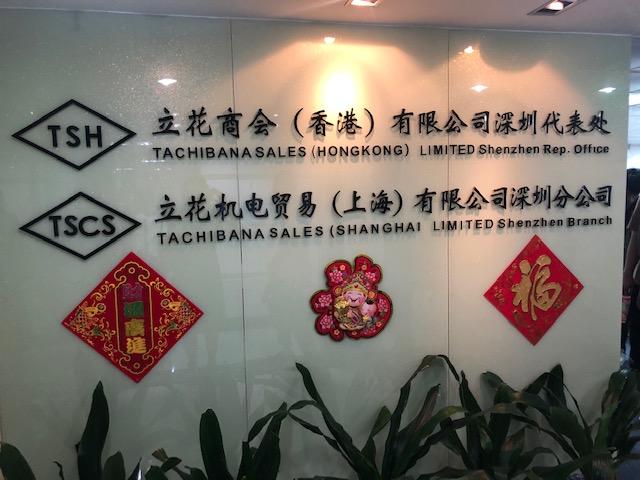 TSH
立花商会（香港）有限公司深圳代表处
TACHIBANA SALES (HONGKONG) LIMITED Shenzhen Rep. Office
TSCS
立花机电贸易（上海）有限公司深圳分公司
TACHIBANA SALES (SHANGHAI LIMITED Shenzhen Branch
福